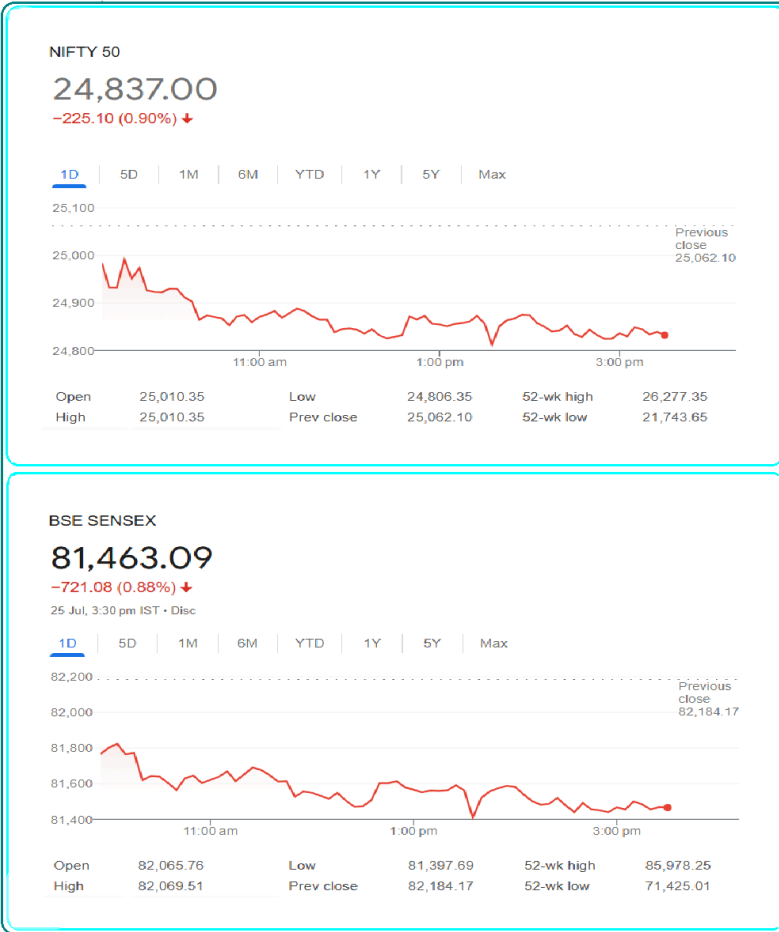 NIFTY 50
24,837.00
−225.10 (0.90%) ↓
1D 5D 1M 6M YTD 1Y 5Y Max
25,100
Previous
close
25,062.10
25,000
24,900
24,800
11:00 am 1:00 pm 3:00 pm
Open 25,010.35 Low 24,806.35 52-wk high 26,277.35
High 25,010.35 Prev close 25,062.10 52-wk low 21,743.65
BSE SENSEX
81,463.09
−721.08 (0.88%) ↓
25 Jul, 3:30 pm IST • Disc
1D 5D 1M 6M YTD 1Y 5Y Max
82,200
Previous
close
82,184.17
82,000
81,800
81,600
81,400
11:00 am 1:00 pm 3:00 pm
Open 82,065.76 Low 81,397.69 52-wk high 85,978.25
High 82,069.51 Prev close 82,184.17 52-wk low 71,425.01